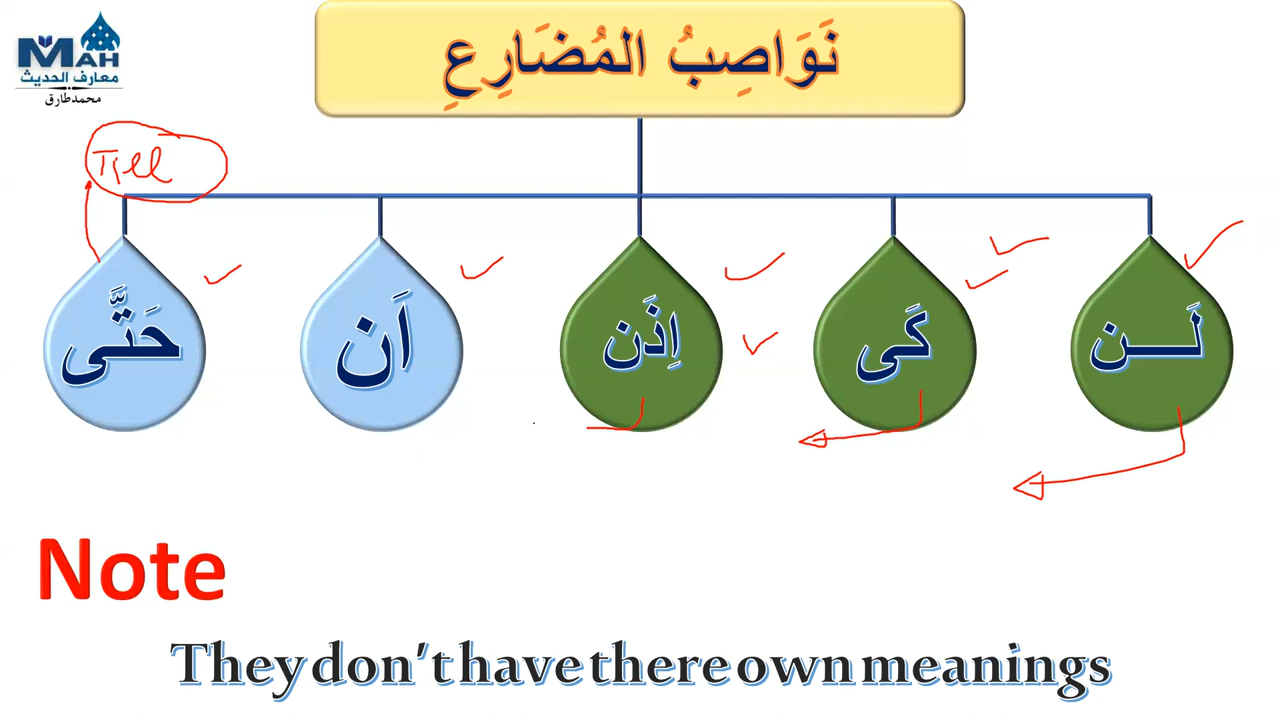 MAH
معارف الحديث
محمد طارق
نَوَاصِبُ المُضَارِعِ
Till
لَـــن
كَى
اِذَن
اَن
حَتَّى
Note
They don't have there own meanings